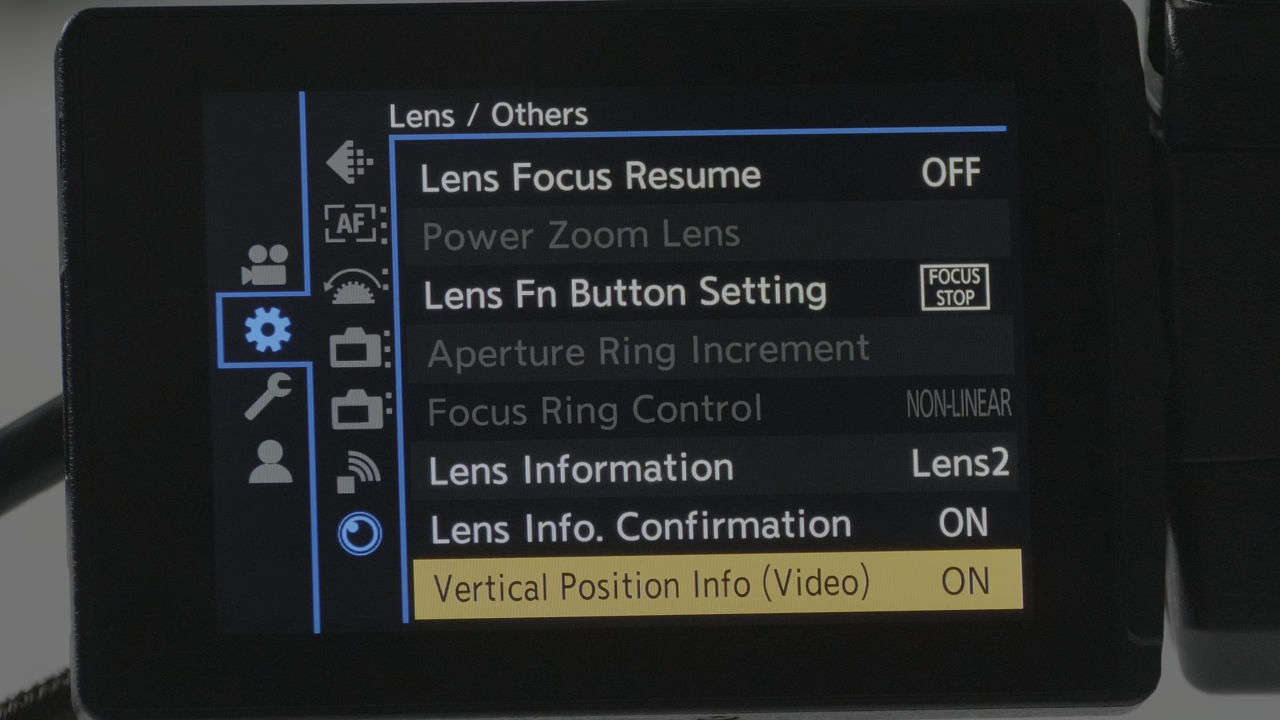 Lens / Others
AF
Lens Focus Resume OFF
Power Zoom Lens
Lens Fn Button Setting FOCUS STOP
Aperture Ring Increment
Focus Ring Control NON-LINEAR
Lens Information Lens2
Lens Info. Confirmation ON
Vertical Position Info (Video) ON